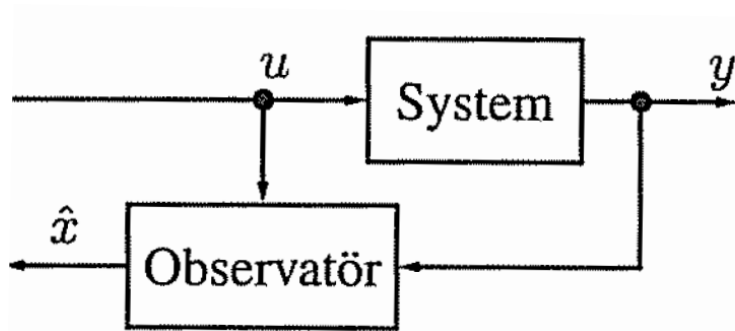 u
System
y
x̂
Observatör